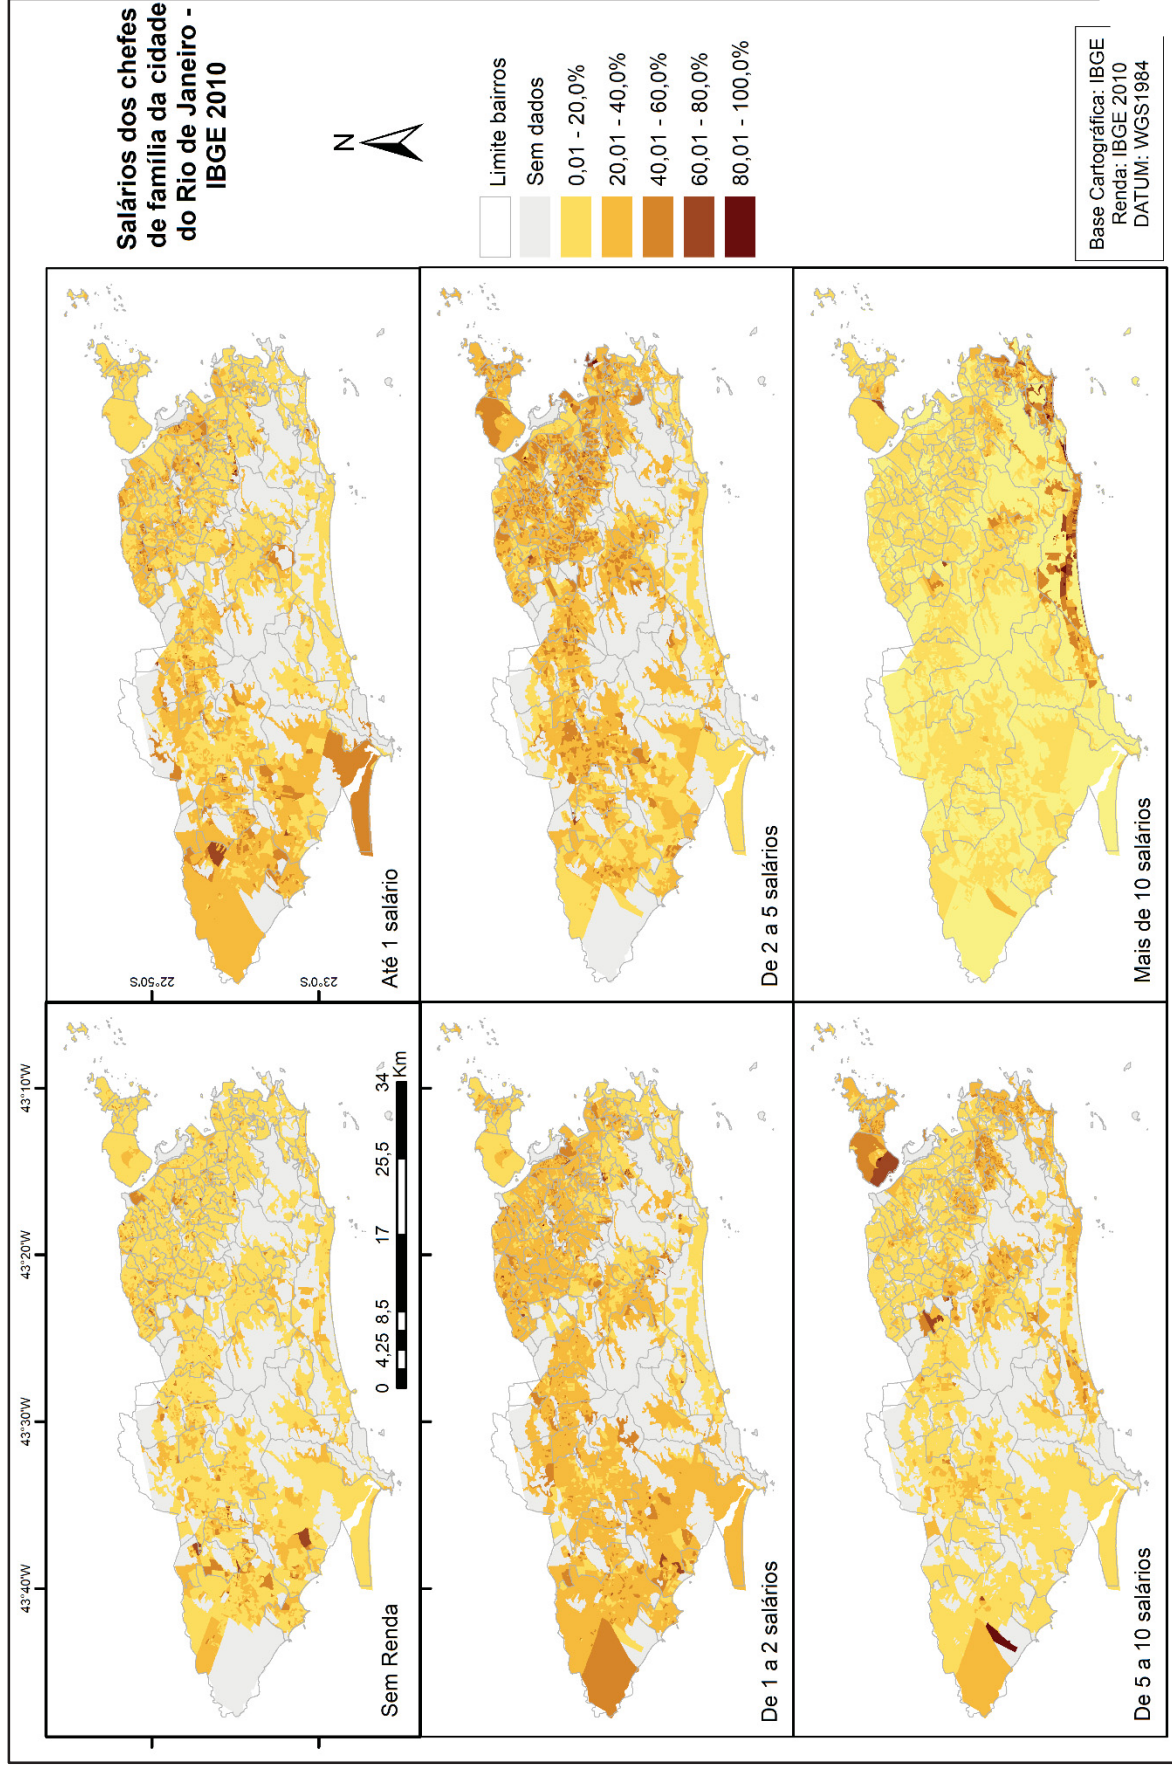 Salários dos chefes
de família da cidade
do Rio de Janeiro -
IBGE 2010
N
Limite bairros
Sem dados
0,01 - 20,0%
20,01 - 40,0%
40,01 - 60,0%
60,01 - 80,0%
80,01 - 100,0%
Base Cartográfica: IBGE
Renda: IBGE 2010
DATUM: WGS1984
43°40'W
43°30'W
43°20'W
43°10'W
22°50'S
23°0'S
Sem Renda
0 4,25 8,5 17 25,5 34
Km
Até 1 salário
De 1 a 2 salários
De 2 a 5 salários
De 5 a 10 salários
Mais de 10 salários